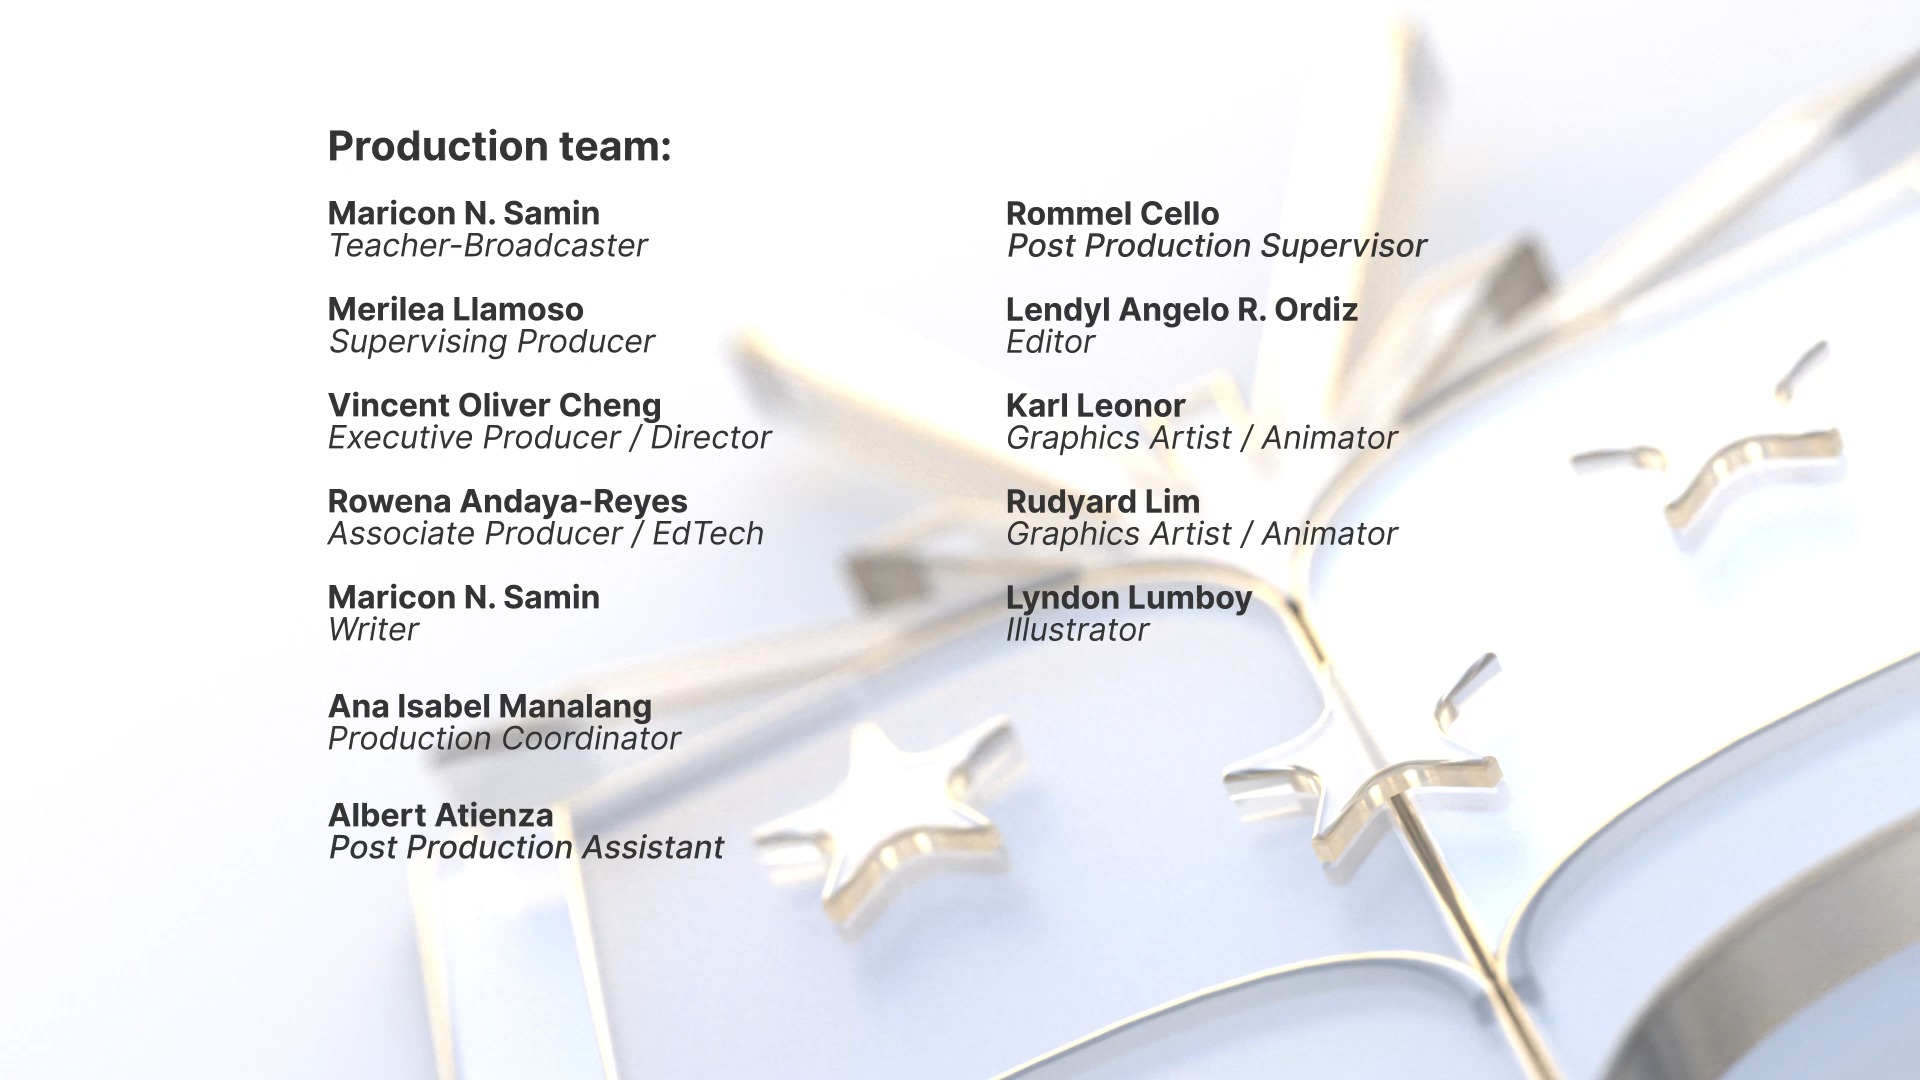 Production team:
Maricon N. Samin
Teacher-Broadcaster
Merilea Llamoso
Supervising Producer
Vincent Oliver Cheng
Executive Producer / Director
Rowena Andaya-Reyes
Associate Producer / EdTech
Maricon N. Samin
Writer
Ana Isabel Manalang
Production Coordinator
Albert Atienza
Post Production Assistant
Rommel Cello
Post Production Supervisor
Lendyl Angelo R. Ordiz
Editor
Karl Leonor
Graphics Artist / Animator
Rudyard Lim
Graphics Artist / Animator
Lyndon Lumboy
Illustrator